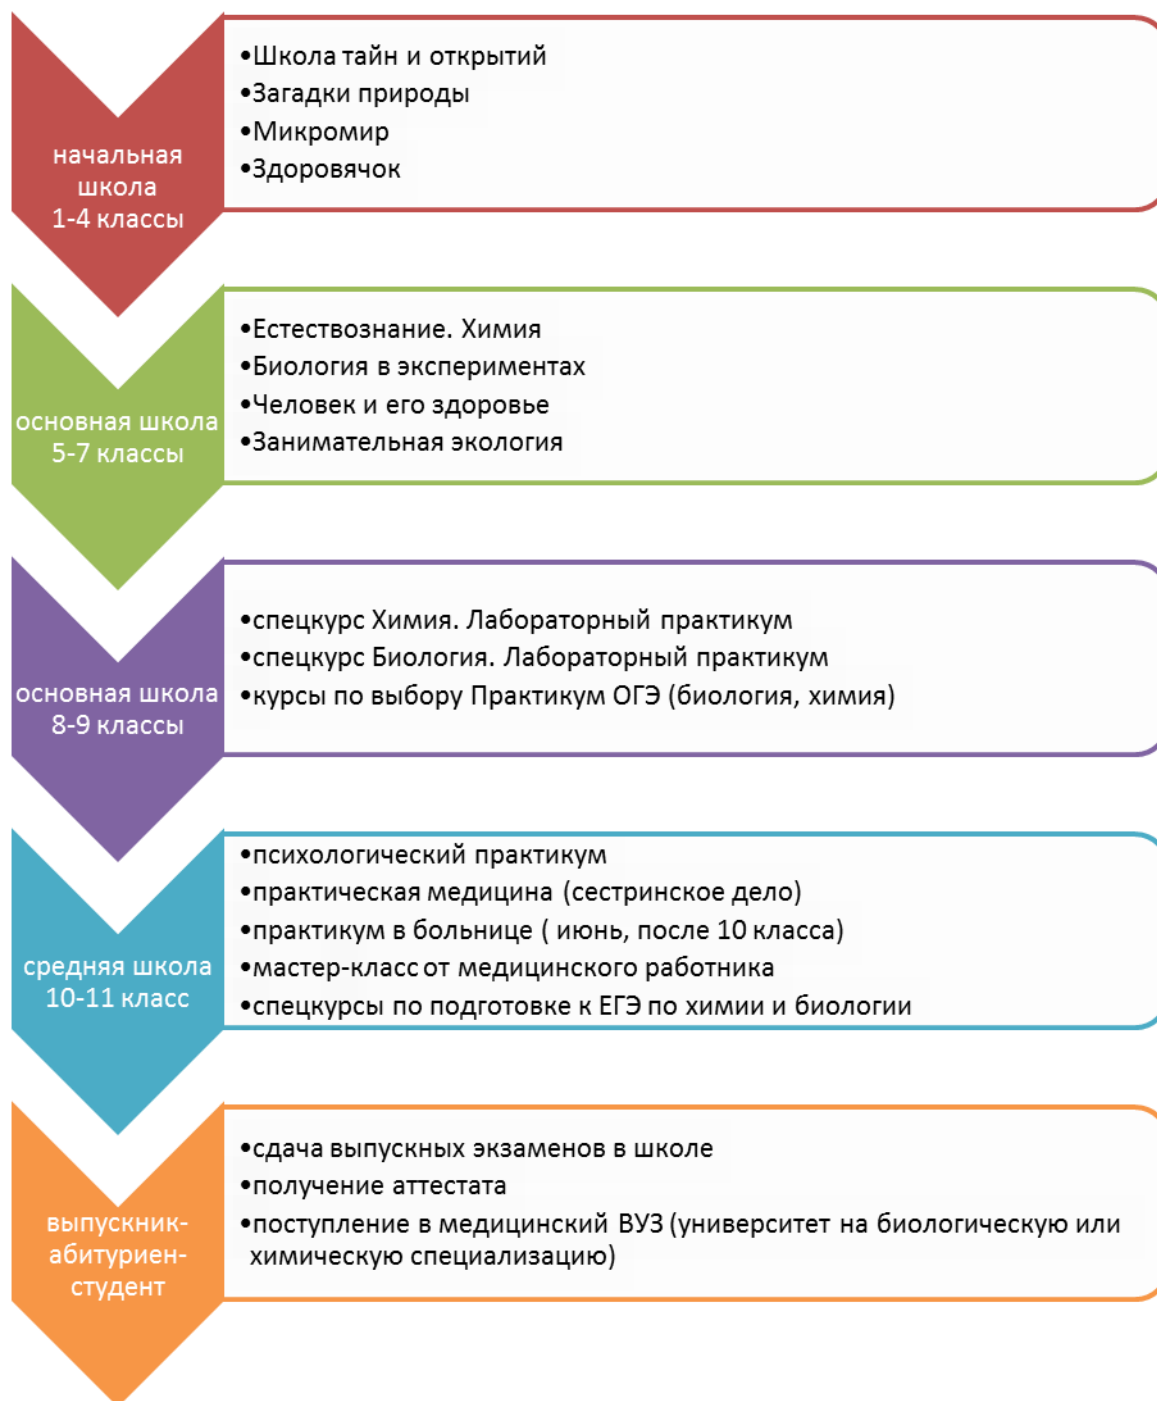 начальная
школа
1-4 классы
•Школа тайн и открытий
•Загадки природы
•Микромир
•Здоровячок
основная школа
5-7 классы
•Естествознание. Химия
•Биология в экспериментах
•Человек и его здоровье
•Занимательная экология
основная школа
8-9 классы
•спецкурс Химия. Лабораторный практикум
•спецкурс Биология. Лабораторный практикум
•курсы по выбору Практикум ОГЭ (биология, химия)
средняя школа
10-11 класс
•психологический практикум
•практическая медицина (сестринское дело)
•практикум в больнице ( июнь, после 10 класса)
•мастер-класс от медицинского работника
•спецкурсы по подготовке к ЕГЭ по химии и биологии
выпускник-
абитуриен-
студент
•сдача выпускных экзаменов в школе
•получение аттестата
•поступление в медицинский ВУЗ (университет на биологическую или
химическую специализацию)